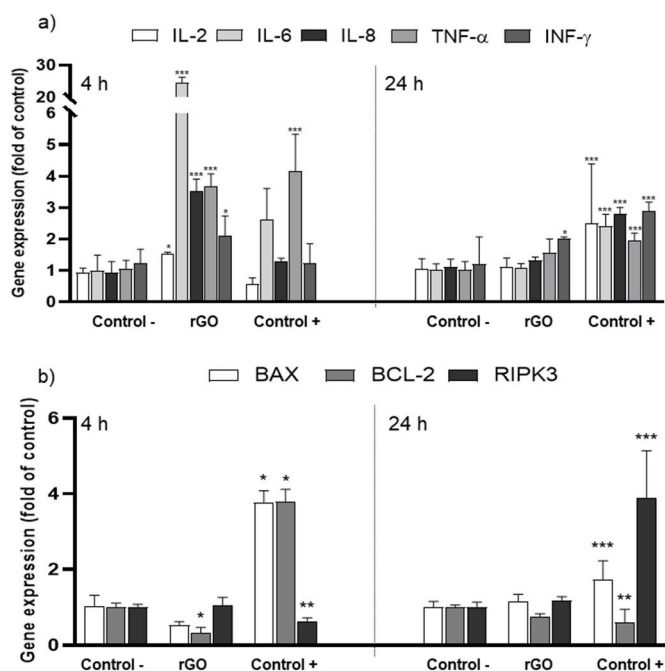 a)
IL-2 IL-6 IL-8 TNF-α INF-γ
Gene expression (fold of control)
30
20
6
4
5
3
2
1
0
4 h
24 h
*
***
***
***
*
***
*
***
***
***
***
***
Control - rGO Control + Control - rGO Control +
b)
BAX BCL-2 RIPK3
Gene expression (fold of control)
6
4
2
0
4 h
24 h
*
*
*
**
***
**
***
Control - rGO Control + Control - rGO Control +